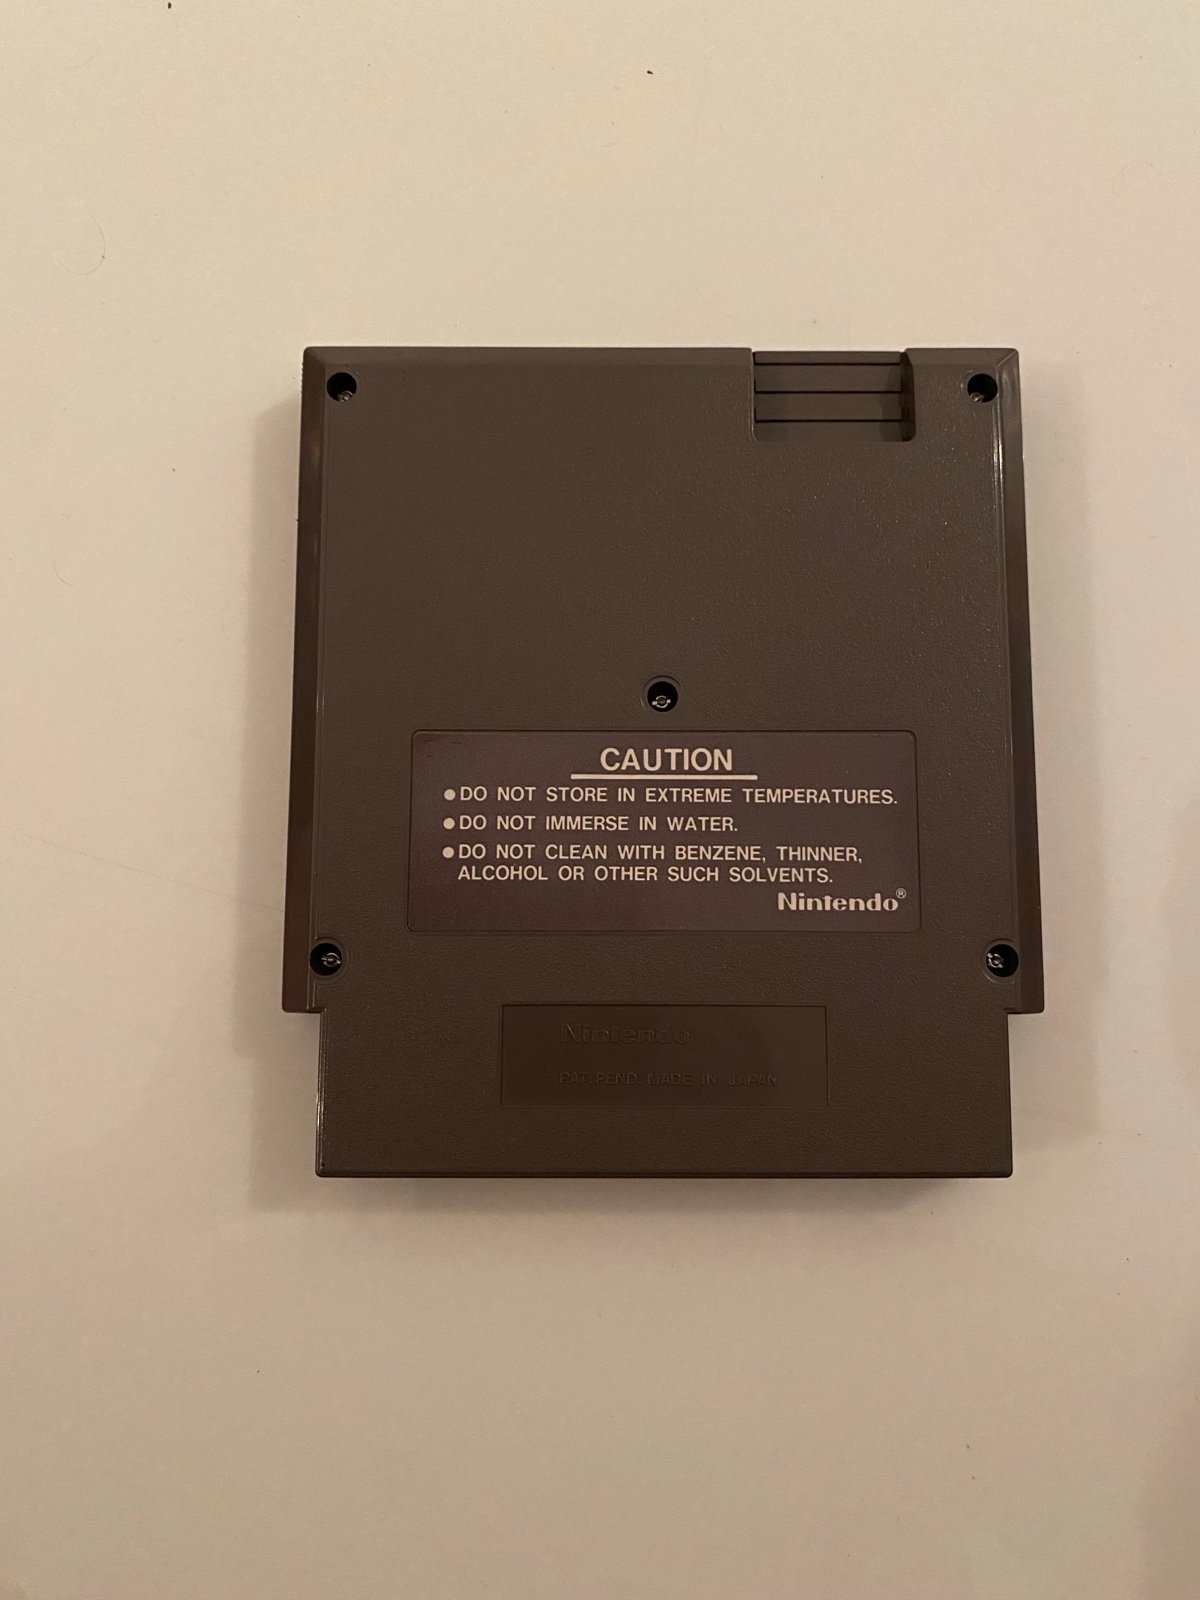 CAUTION
●DO NOT STORE IN EXTREME TEMPERATURES.
●DO NOT IMMERSE IN WATER.
●DO NOT CLEAN WITH BENZENE, THINNER,
ALCOHOL OR OTHER SUCH SOLVENTS.
Nintendo®
Nintendo
PAT. PEND. MADE IN JAPAN